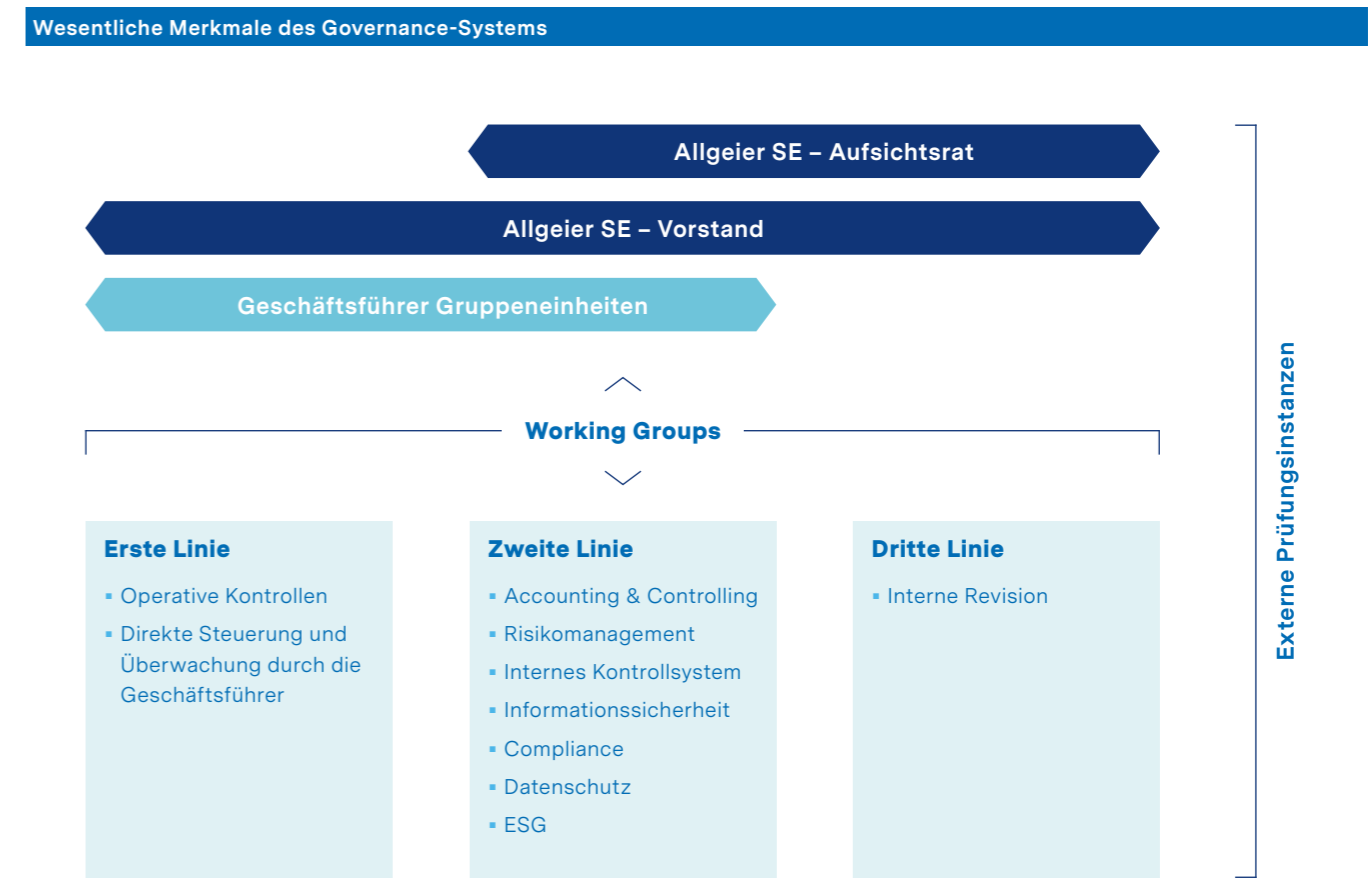 Wesentliche Merkmale des Governance-Systems
Allgeier SE – Aufsichtsrat
Allgeier SE – Vorstand
Geschäftsführer Gruppeneinheiten
Working Groups
Erste Linie
▪ Operative Kontrollen
▪ Direkte Steuerung und
Überwachung durch die
Geschäftsführer
Zweite Linie
▪ Accounting & Controlling
▪ Risikomanagement
▪ Internes Kontrollsystem
▪ Informationssicherheit
▪ Compliance
▪ Datenschutz
▪ ESG
Dritte Linie
▪ Interne Revision
Externe Prüfungsinstanzen